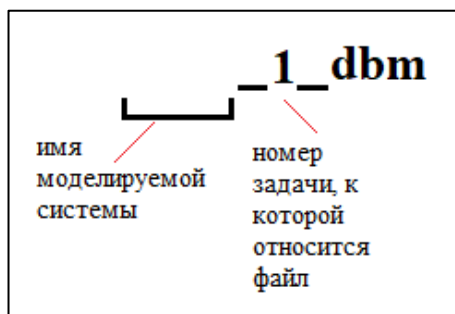 _1_dbm
имя
моделируемой
системы
номер
задачи, к
которой
относится
файл